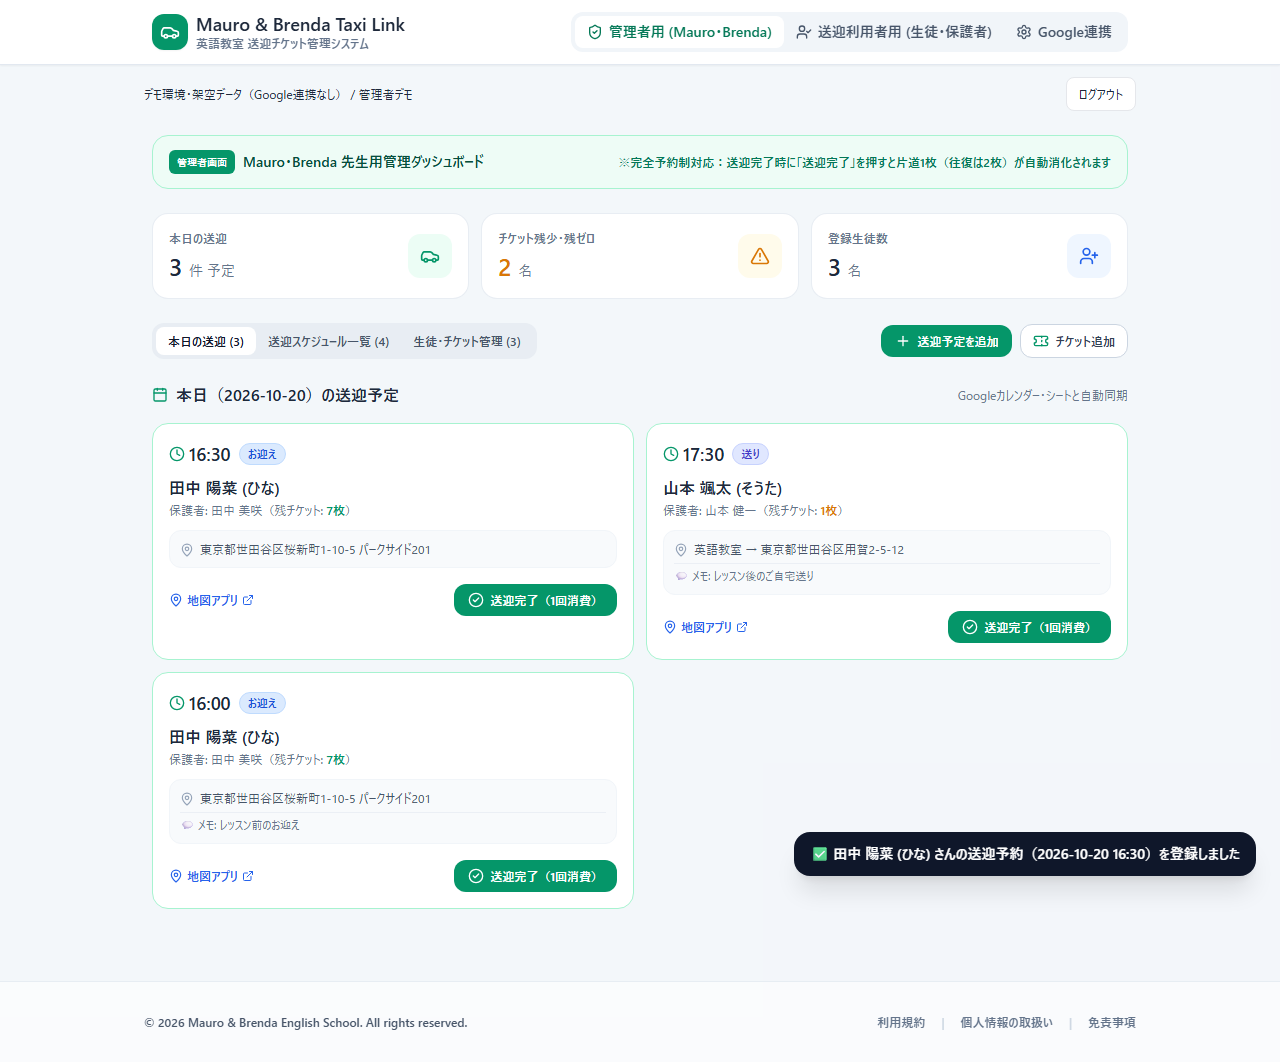 Mauro & Brenda Taxi Link
英語教室 送迎チケット管理システム
管理者用 (Mauro・Brenda)
送迎利用者用 (生徒・保護者)
Google連携
デモ環境・架空データ（Google連携なし） / 管理者デモ
ログアウト
管理者画面
Mauro・Brenda 先生用管理ダッシュボード
※完全予約制対応：送迎完了時に「送迎完了」を押すと片道1枚（往復は2枚）が自動消化されます
本日の送迎
3 件 予定
チケット残少・残ゼロ
2 名
登録生徒数
3 名
本日の送迎 (3)
送迎スケジュール一覧 (4)
生徒・チケット管理 (3)
送迎予定を追加
チケット追加
本日（2026-10-20）の送迎予定
Googleカレンダー・シートと自動同期
16:30 お迎え
田中 陽菜 (ひな)
保護者: 田中 美咲（残チケット: 7枚）
東京都世田谷区桜新町1-10-5 パークサイド201
地図アプリ
送迎完了（1回消費）
17:30 送り
山本 颯太 (そうた)
保護者: 山本 健一（残チケット: 1枚）
英語教室 → 東京都世田谷区用賀2-5-12
メモ: レッスン後のご自宅送り
地図アプリ
送迎完了（1回消費）
16:00 お迎え
田中 陽菜 (ひな)
保護者: 田中 美咲（残チケット: 7枚）
東京都世田谷区桜新町1-10-5 パークサイド201
メモ: レッスン前のお迎え
地図アプリ
送迎完了（1回消費）
✅ 田中 陽菜 (ひな) さんの送迎予約（2026-10-20 16:30）を登録しました
© 2026 Mauro & Brenda English School. All rights reserved.
利用規約 | 個人情報の取扱い | 免責事項